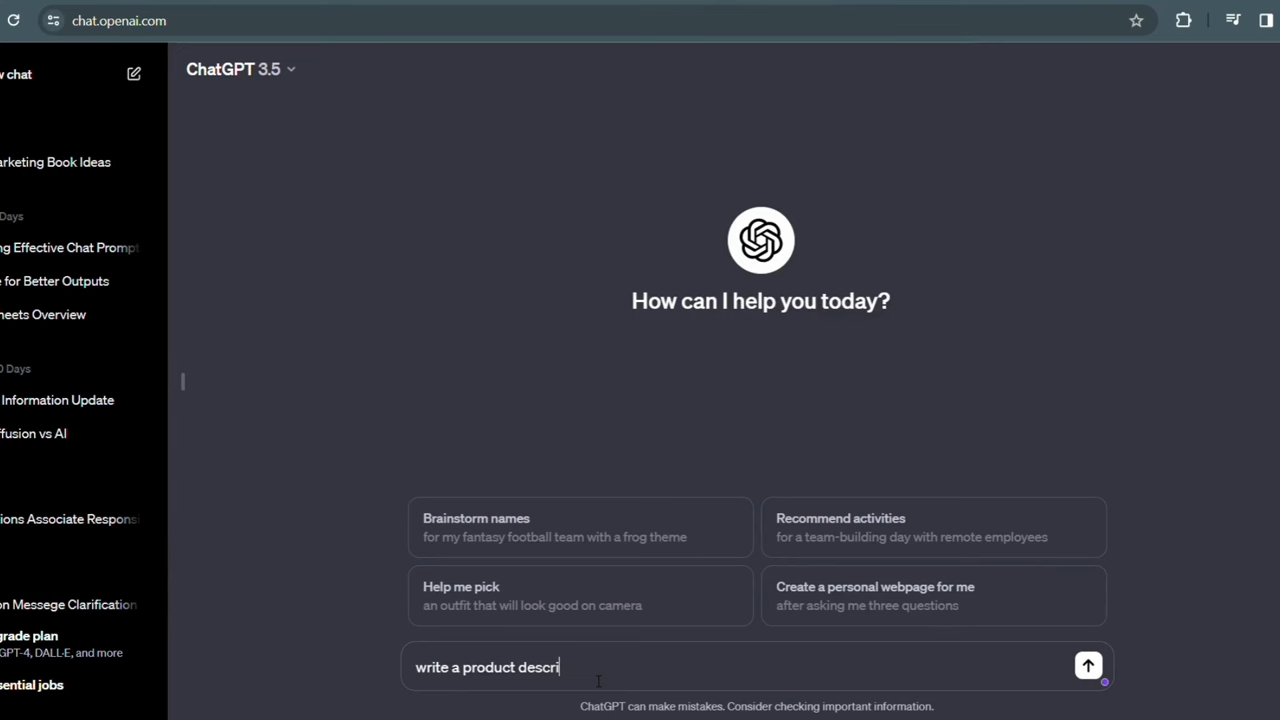 chat.openai.com
w chat
ChatGPT 3.5
arketing Book Ideas
Days
ng Effective Chat Prompt
e for Better Outputs
heets Overview
0 Days
Information Update
ffusion vs AI
ions Associate Respons
on Messege Clarification
grade plan
GPT-4, DALL·E, and more
sential jobs
How can I help you today?
Brainstorm names
for my fantasy football team with a frog theme
Recommend activities
for a team-building day with remote employees
Help me pick
an outfit that will look good on camera
Create a personal webpage for me
after asking me three questions
write a product descri
ChatGPT can make mistakes. Consider checking important information.